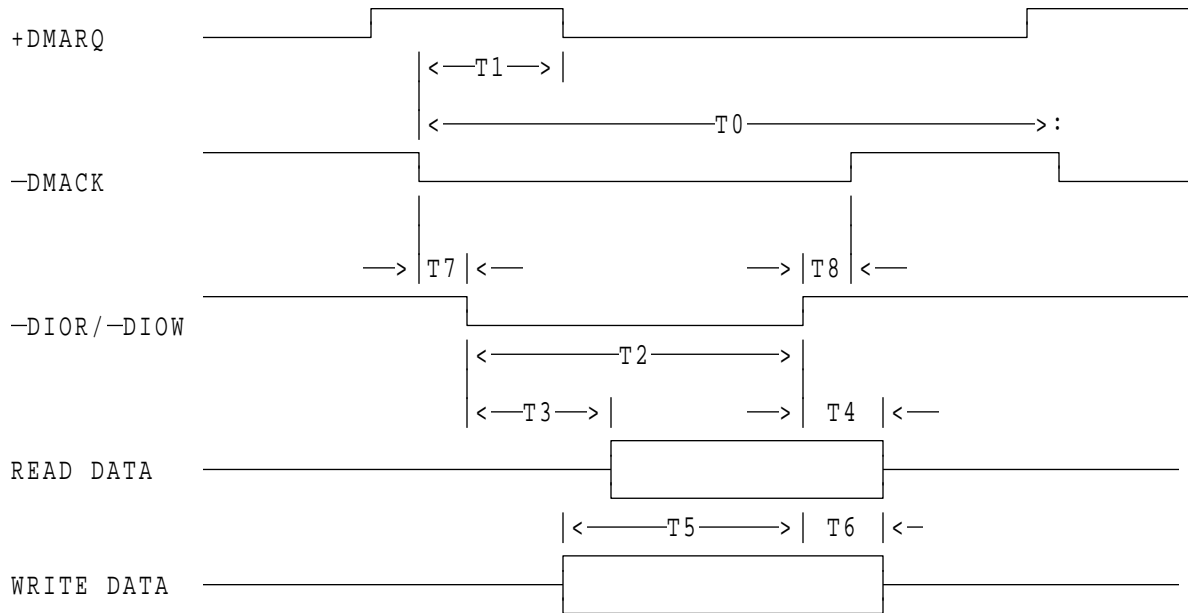 +DMARQ
T1
T0
:
—DMACK
T7
T8
—DIOR/—DIOW
T2
T3
T4
READ DATA
T5
T6
WRITE DATA